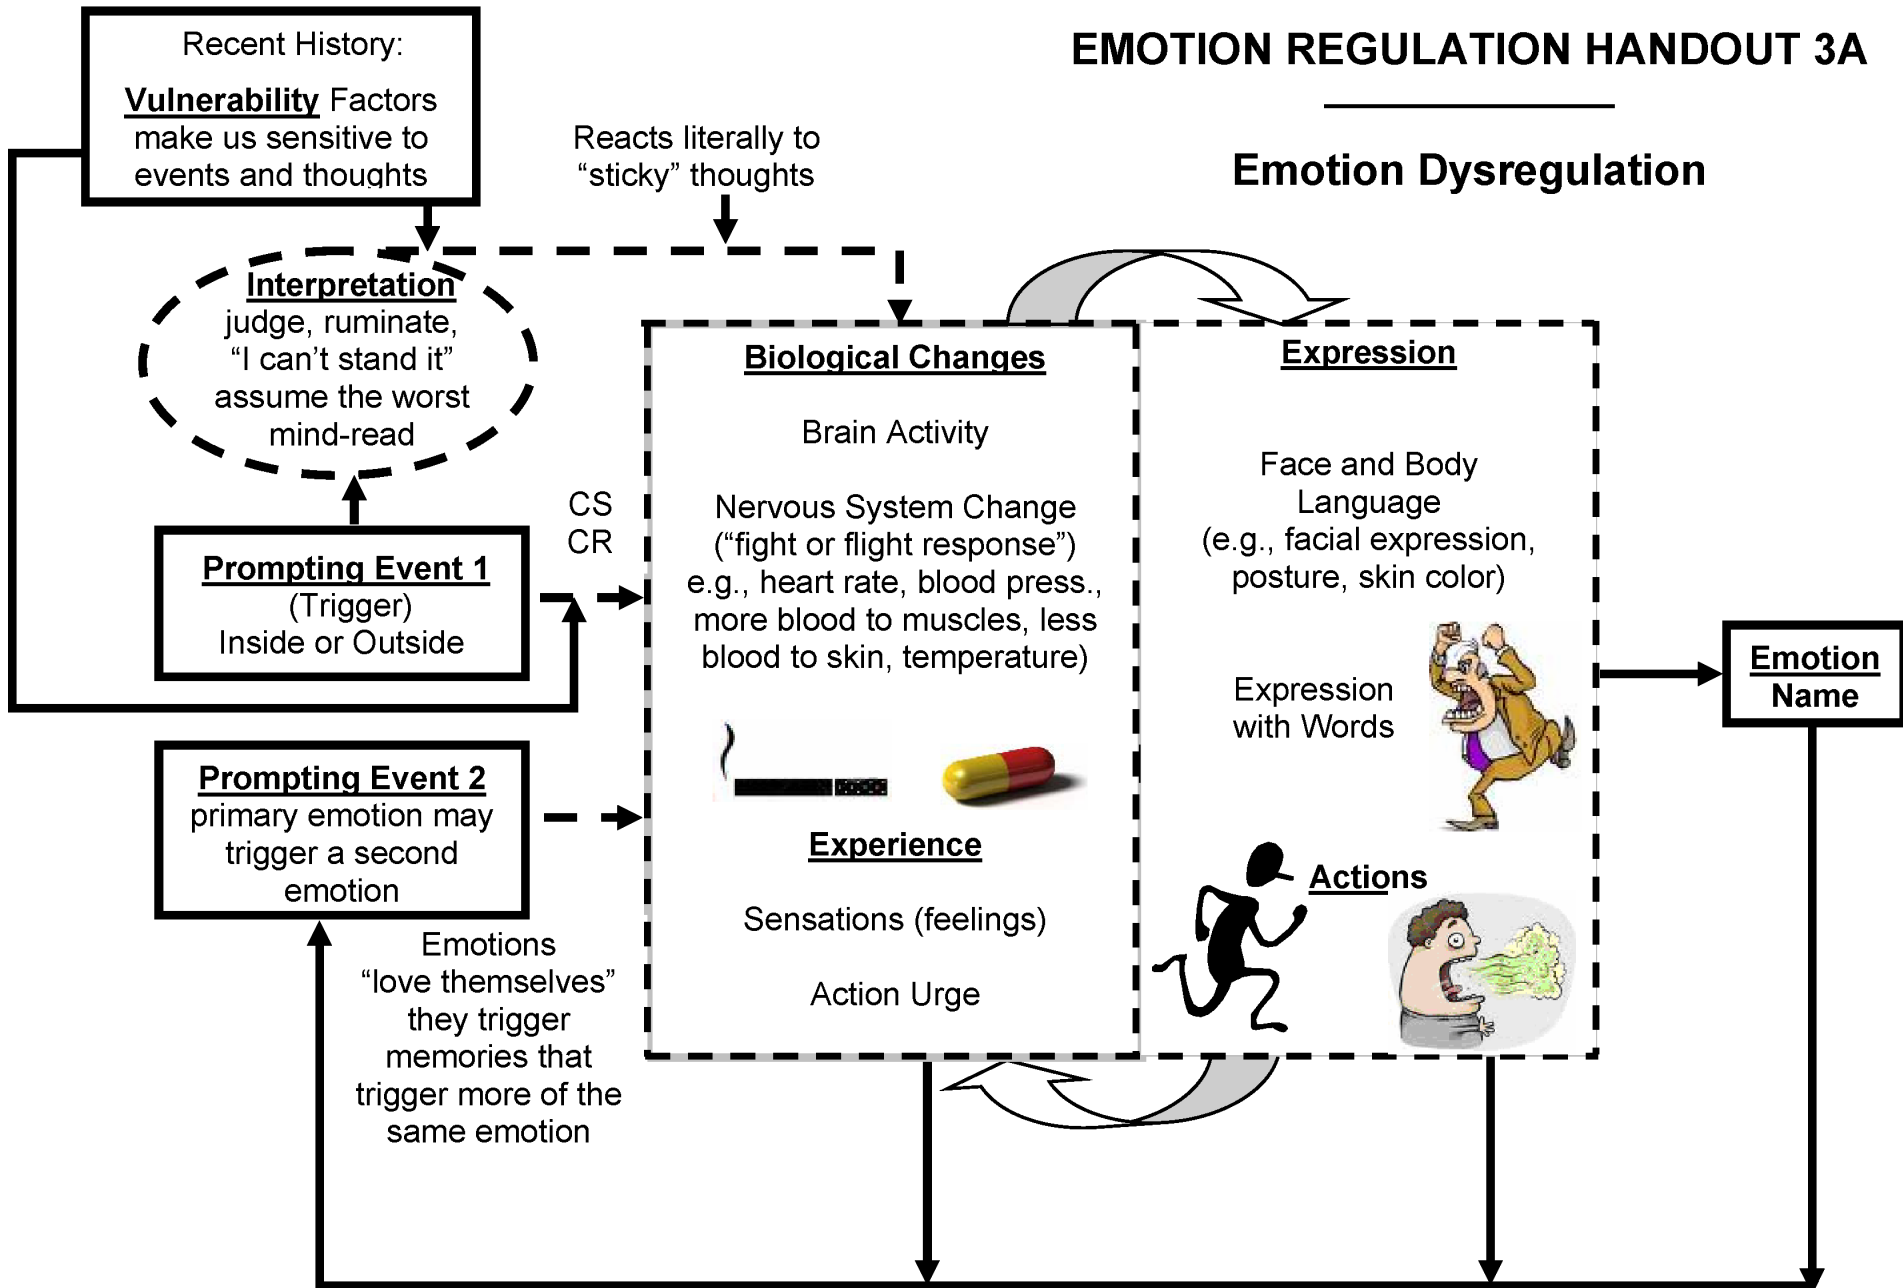 Recent History:
Vulnerability Factors
make us sensitive to
events and thoughts
EMOTION REGULATION HANDOUT 3A
Emotion Dysregulation
Reacts literally to
“sticky” thoughts
Interpretation
judge, ruminate,
“I can’t stand it”
assume the worst
mind-read
CS
CR
Prompting Event 1
(Trigger)
Inside or Outside
Prompting Event 2
primary emotion may
trigger a second
emotion
Emotions
“love themselves”
they trigger
memories that
trigger more of the
same emotion
Biological Changes
Brain Activity
Nervous System Change
(“fight or flight response”)
e.g., heart rate, blood press.,
more blood to muscles, less
blood to skin, temperature)
Experience
Sensations (feelings)
Action Urge
Expression
Face and Body
Language
(e.g., facial expression,
posture, skin color)
Expression
with Words
Actions
Emotion
Name